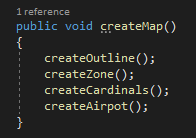 1 reference
public void createMap()
{
createOutline();
createZone();
createCardinals();
createAirpot();
}